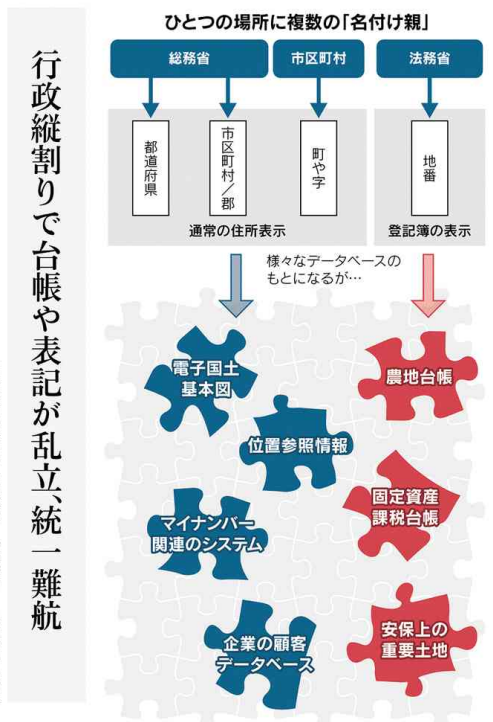 行政縦割りで台帳や表記が乱立、統一難航
ひとつの場所に複数の「名付け親」
総務省
市区町村
法務省
都道府県
市区町村／郡
町や字
地番
通常の住所表示
登記簿の表示
様々なデータベースの
もとになるが…
電子国土
基本図
農地台帳
位置参照情報
固定資産
課税台帳
マイナンバー
関連のシステム
安保上の
重要土地
企業の顧客
データベース